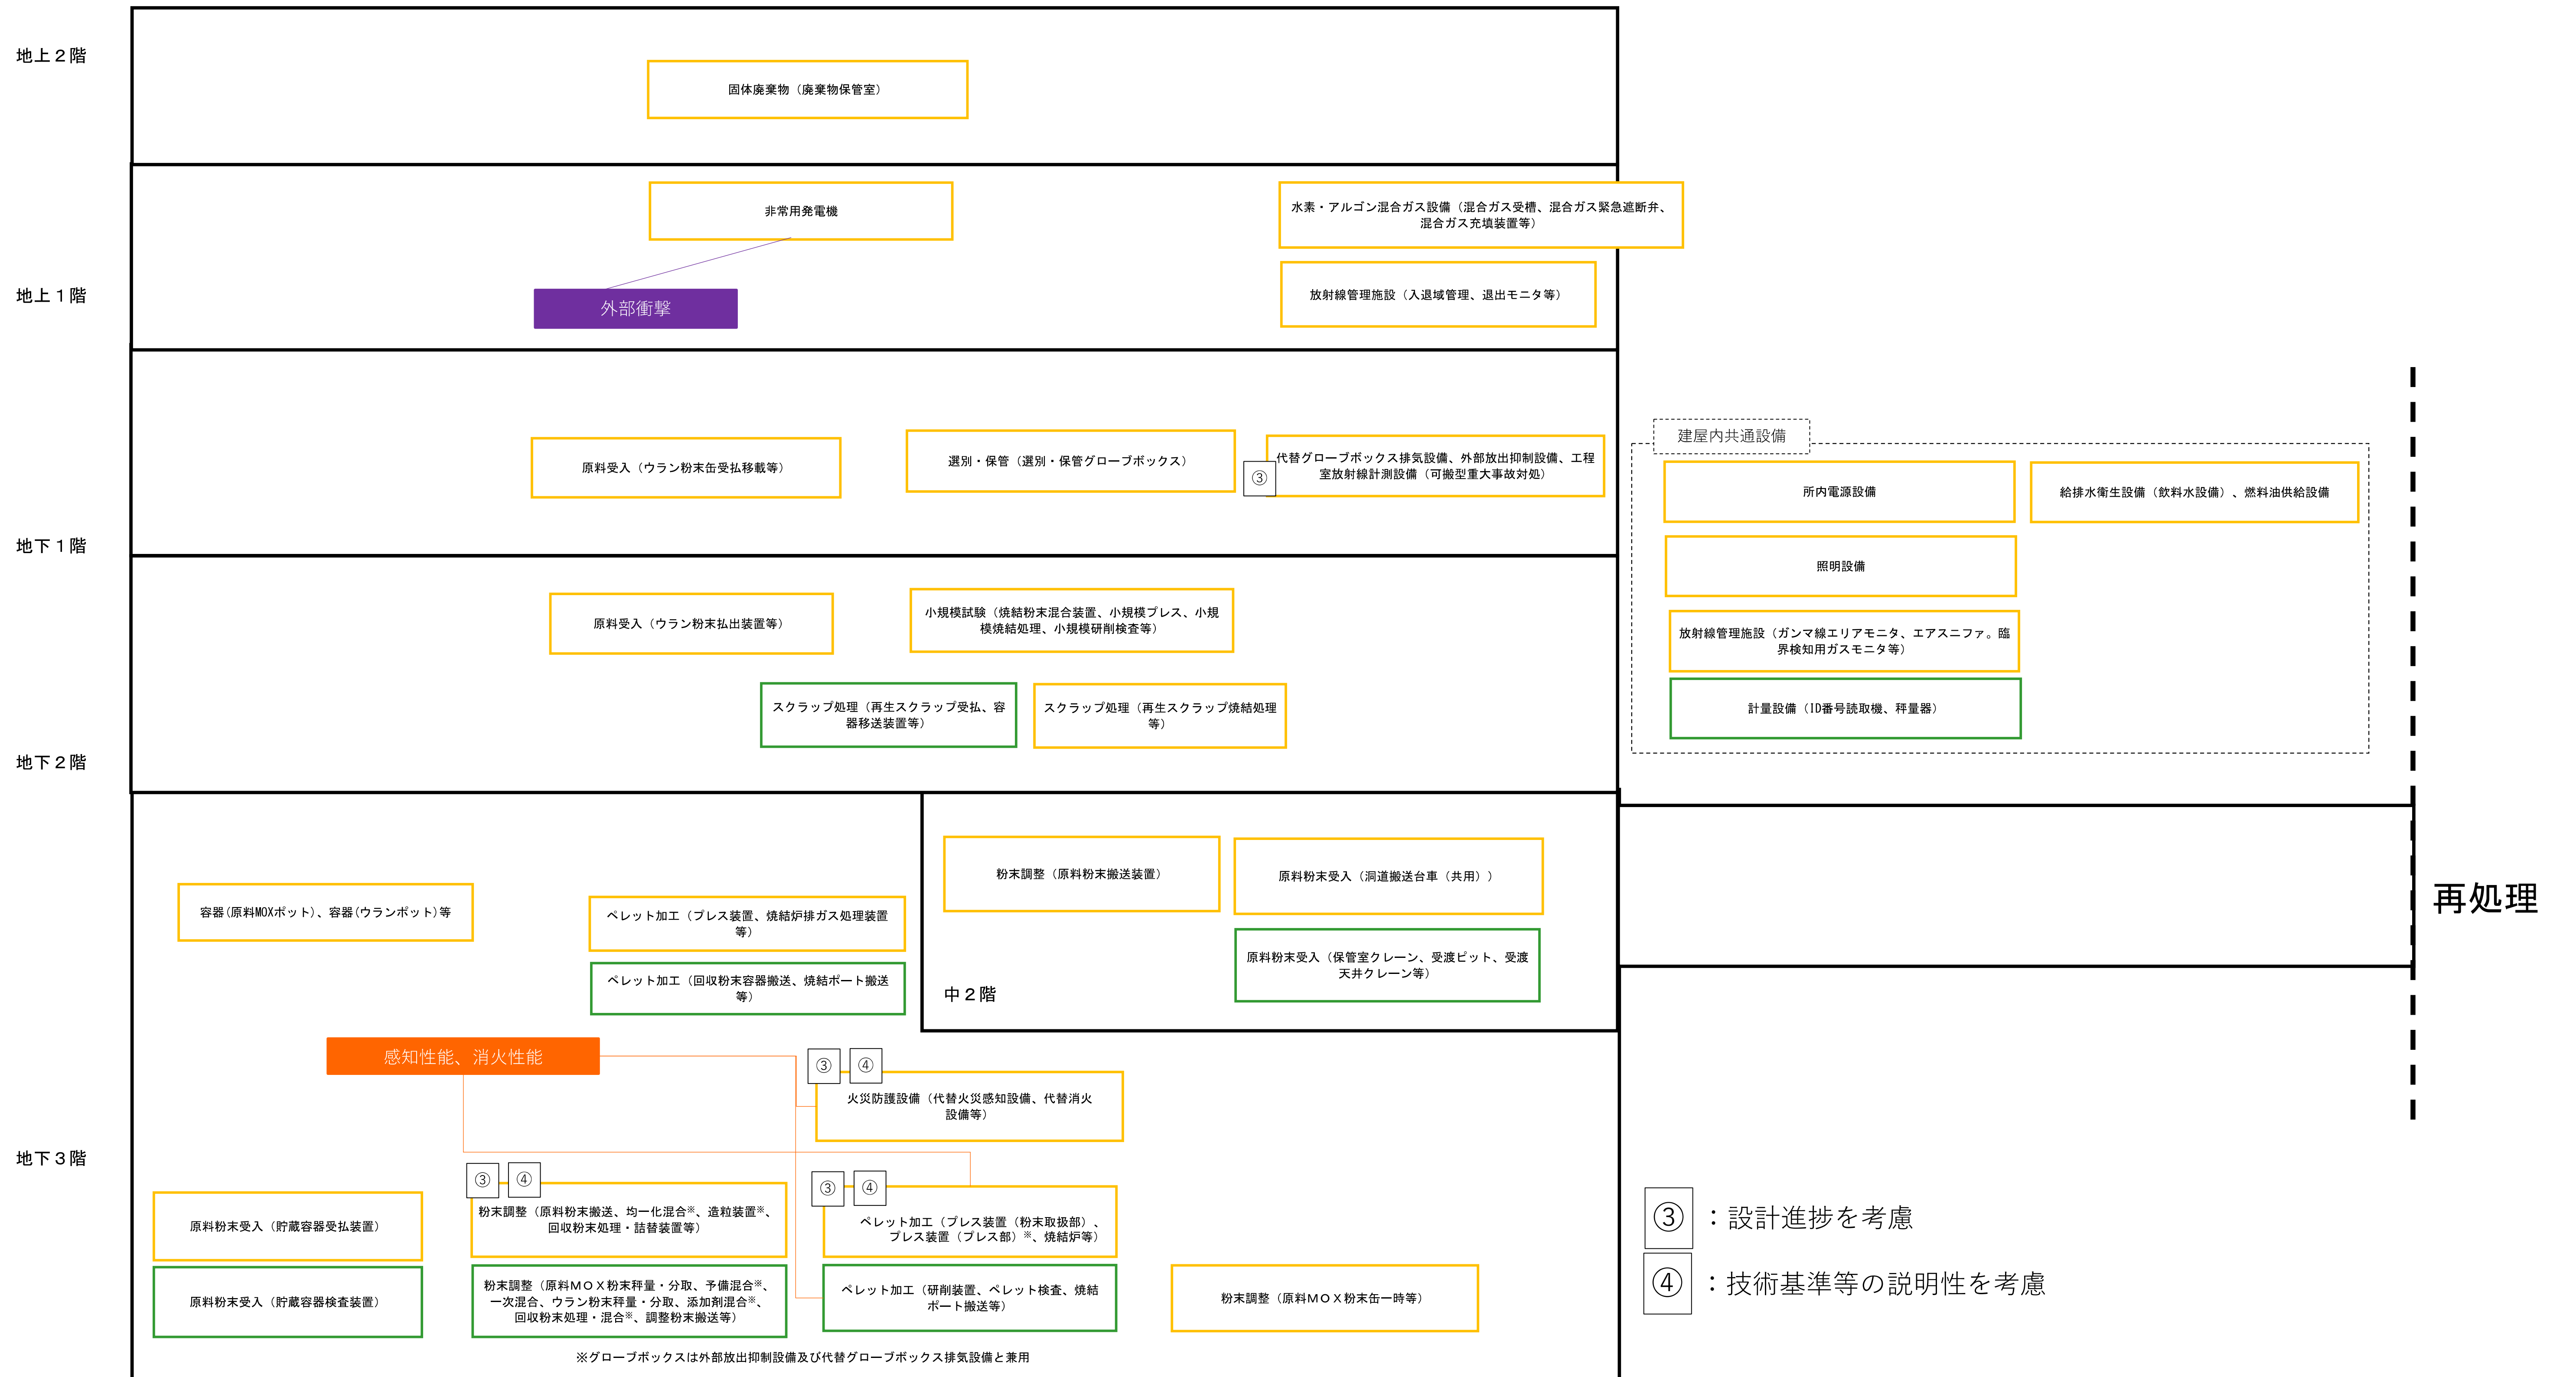 地上２階
固体廃棄物（廃棄物保管室）
非常用発電機
水素・アルゴン混合ガス設備（混合ガス受槽、混合ガス緊急遮断弁、
混合ガス充填装置等）
地上１階
外部衝撃
放射線管理施設（入退域管理、退出モニタ等）
原料受入（ウラン粉末缶受払移載等）
選別・保管（選別・保管グローブボックス）
③
代替グローブボックス排気設備、外部放出抑制設備、工程
室放射線計測設備（可搬型重大事故対処）
地下１階
建屋内共通設備
所内電源設備
給排水衛生設備（飲料水設備）、燃料油供給設備
照明設備
放射線管理施設（ガンマ線エリアモニタ、エアスニファ。臨
界検知用ガスモニタ等）
計量設備（ID番号読取機、秤量器）
原料受入（ウラン粉末払出装置等）
小規模試験（焼結粉末混合装置、小規模プレス、小規
模焼結処理、小規模研削検査等）
スクラップ処理（再生スクラップ受払、容
器移送装置等）
スクラップ処理（再生スクラップ焼結処理
等）
地下２階
粉末調整（原料粉末搬送装置）
原料粉末受入（洞道搬送台車（共用））
原料粉末受入（保管室クレーン、受渡ピット、受渡
天井クレーン等）
中２階
再処理
容器(原料MOXポット)、容器(ウランポット)等
ペレット加工（プレス装置、焼結炉排ガス処理装置
等）
ペレット加工（回収粉末容器搬送、焼結ボート搬送
等）
感知性能、消火性能
③ ④
火災防護設備（代替火災感知設備、代替消火
設備等）
地下３階
原料粉末受入（貯蔵容器受払装置）
③ ④
粉末調整（原料粉末搬送、均一化混合※、造粒装置※、
回収粉末処理・詰替装置等）
③ ④
ペレット加工（プレス装置（粉末取扱部）、
プレス装置（プレス部）※、焼結炉等）
原料粉末受入（貯蔵容器検査装置）
粉末調整（原料ＭＯＸ粉末秤量・分取、予備混合※、
一次混合、ウラン粉末秤量・分取、添加剤混合※、
回収粉末処理・混合※、調整粉末搬送等）
ペレット加工（研削装置、ペレット検査、焼結
ボート搬送等）
粉末調整（原料ＭＯＸ粉末缶一時等）
※グローブボックスは外部放出抑制設備及び代替グローブボックス排気設備と兼用
③：設計進捗を考慮
④：技術基準等の説明性を考慮